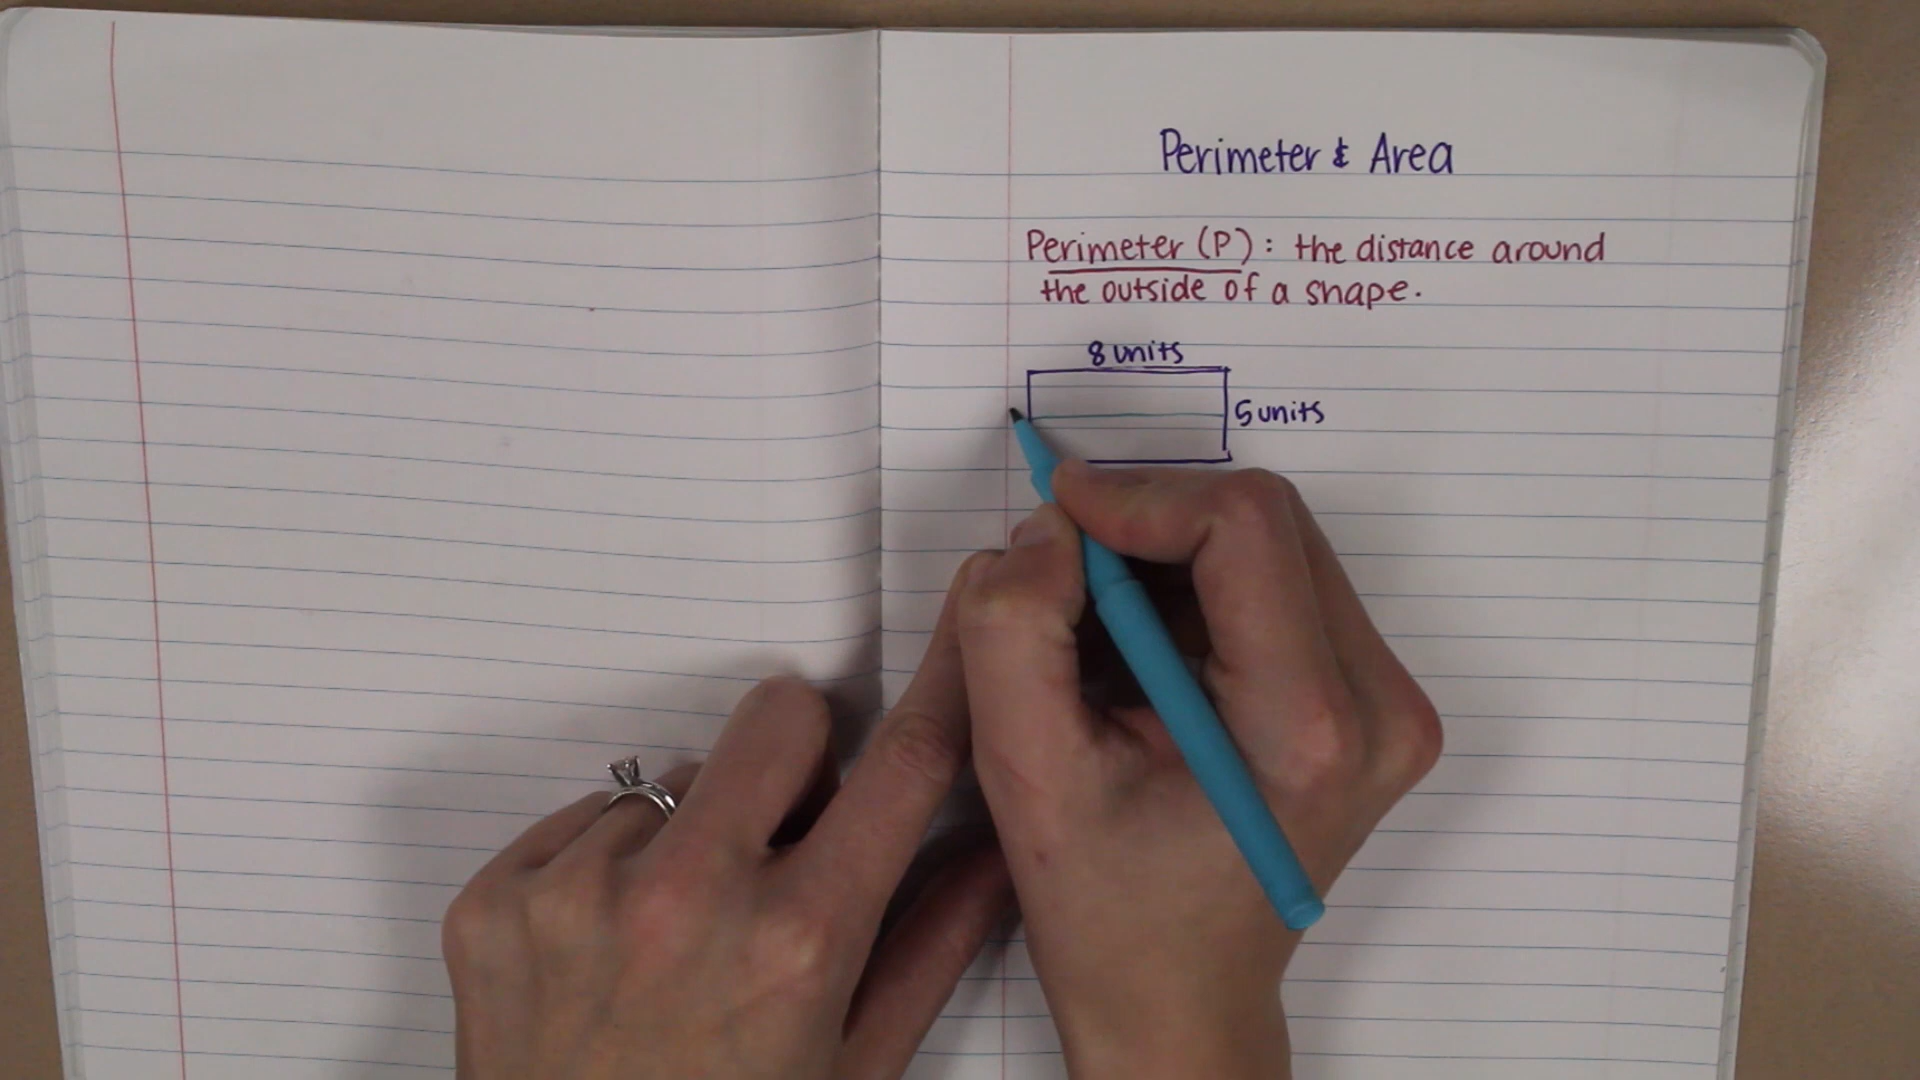 Perimeter & Area
Perimeter (P): the distance around
the outside of a shape.
8 units
5 units